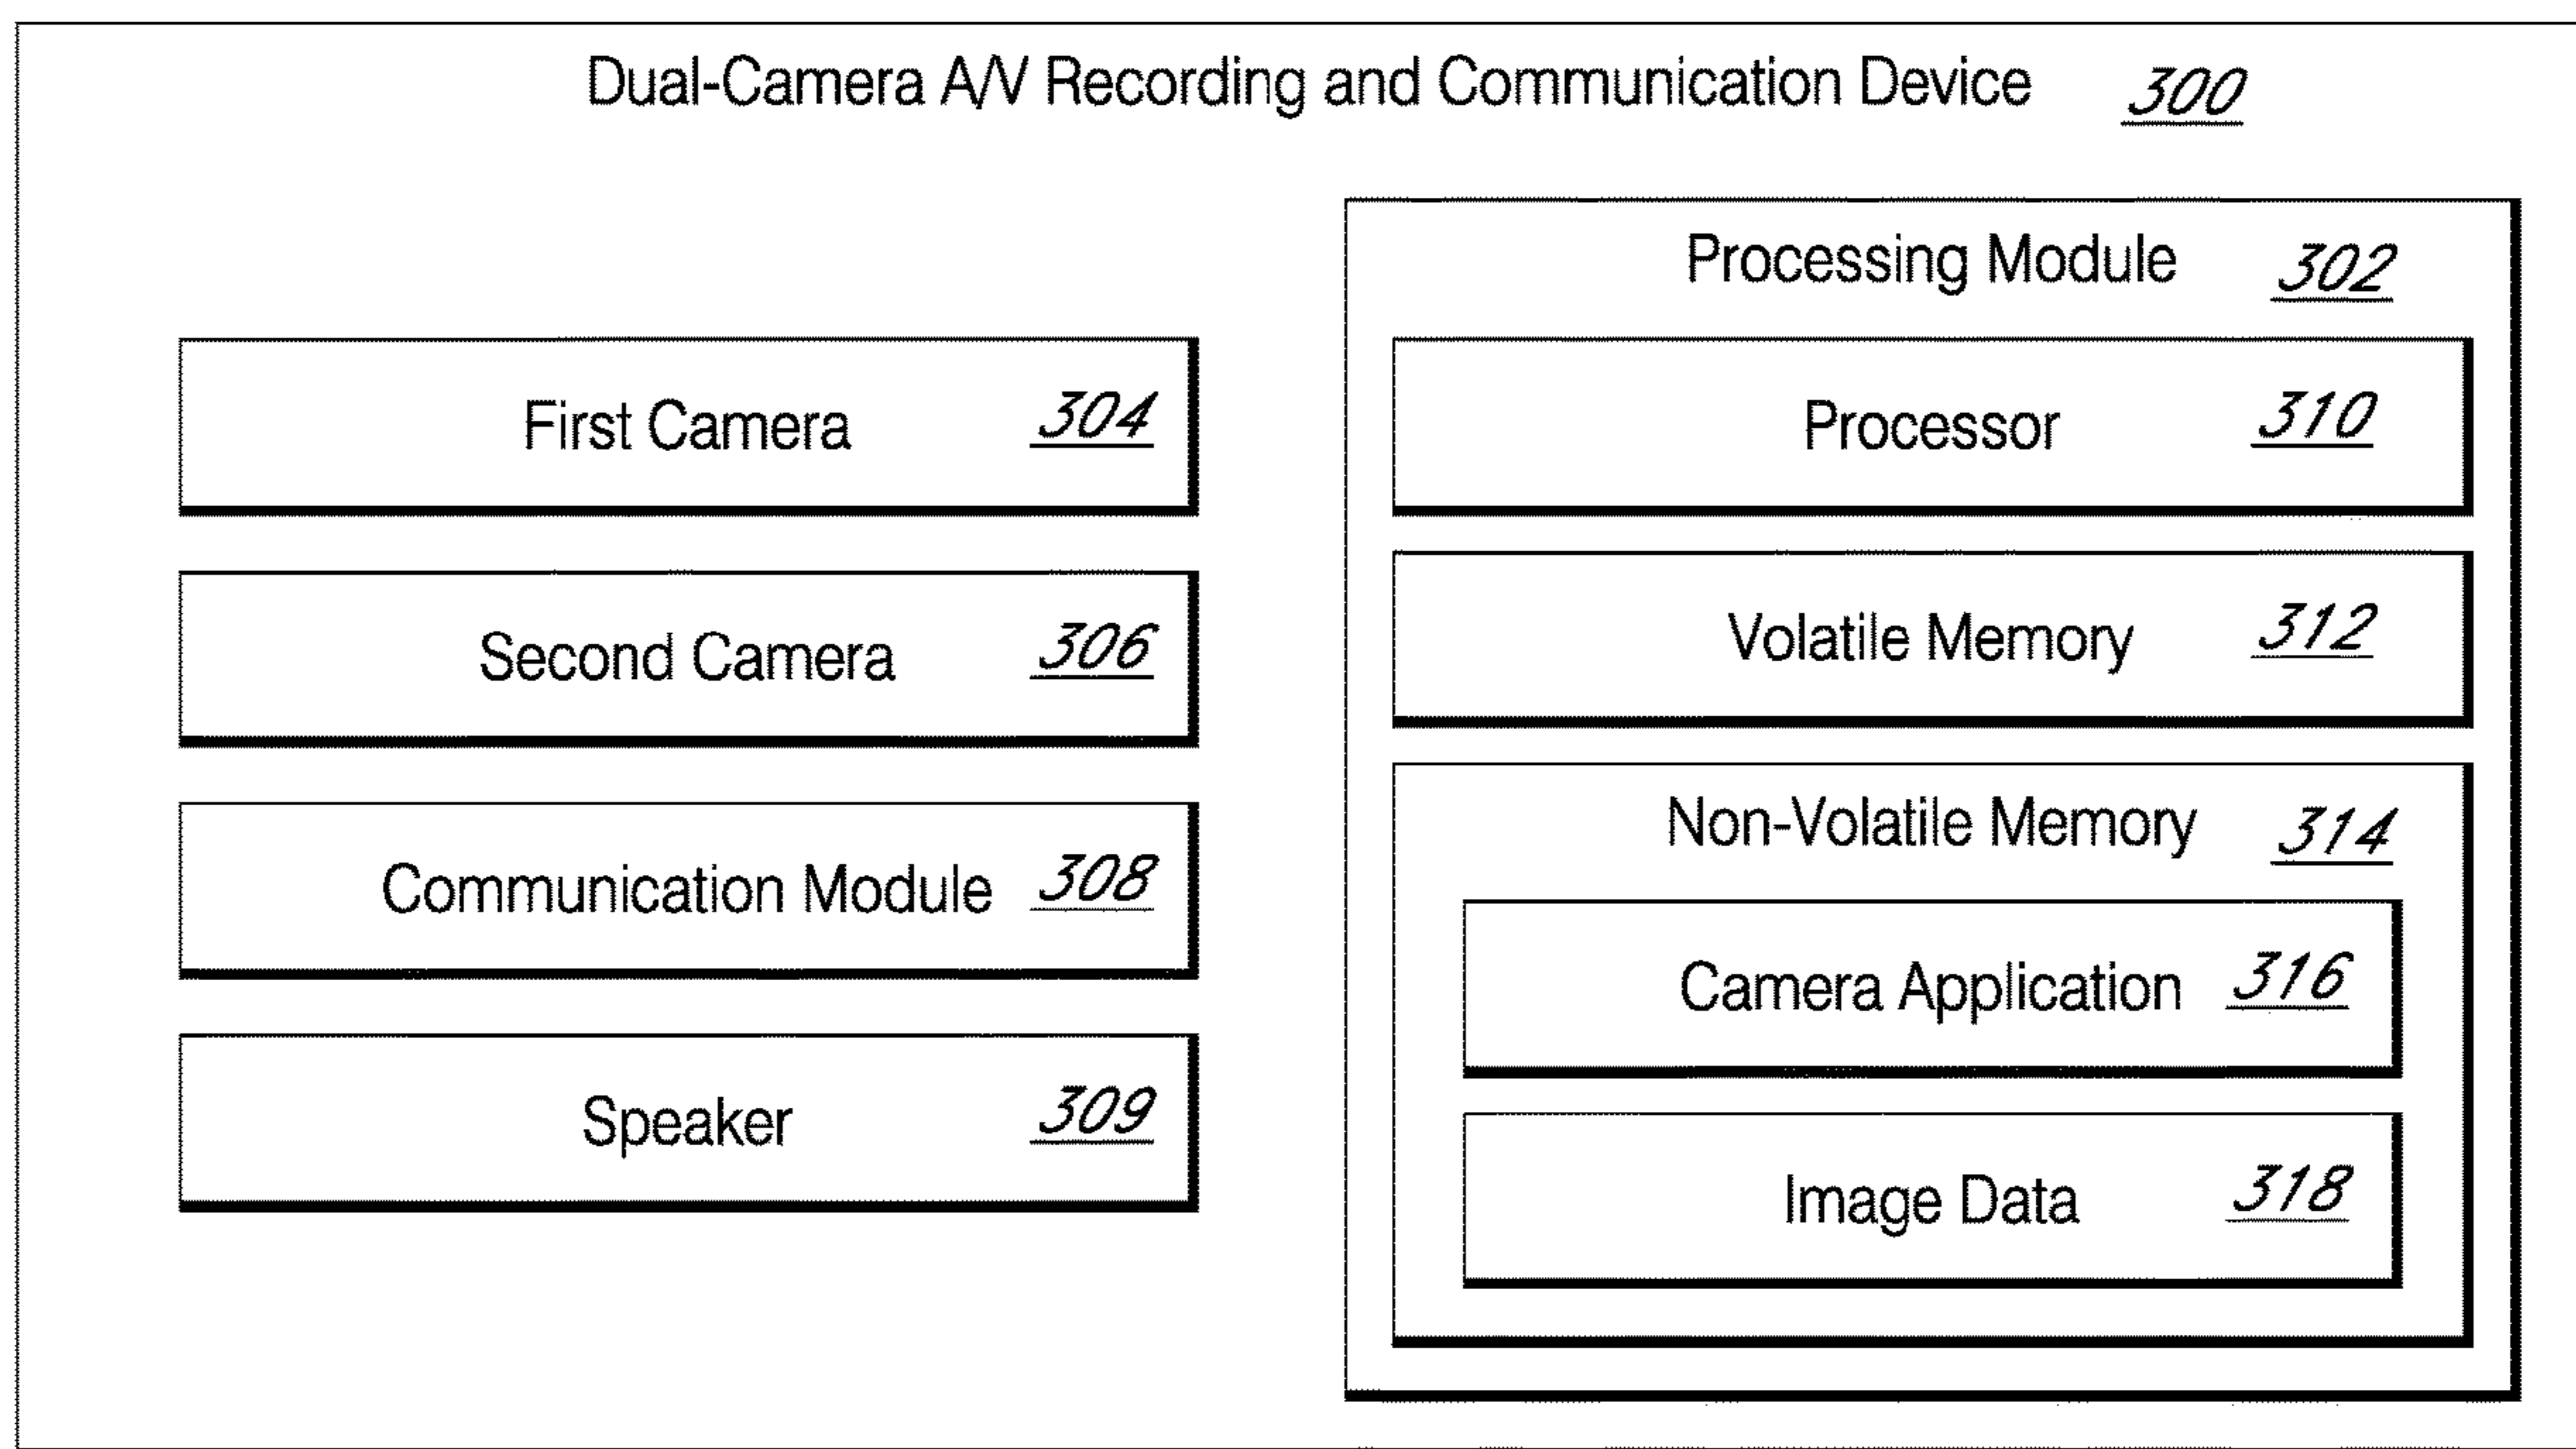 Dual-Camera A/V Recording and Communication Device 300
First Camera 304
Second Camera 306
Communication Module 308
Speaker 309
Processing Module 302
Processor 310
Volatile Memory 312
Non-Volatile Memory 314
Camera Application 316
Image Data 318